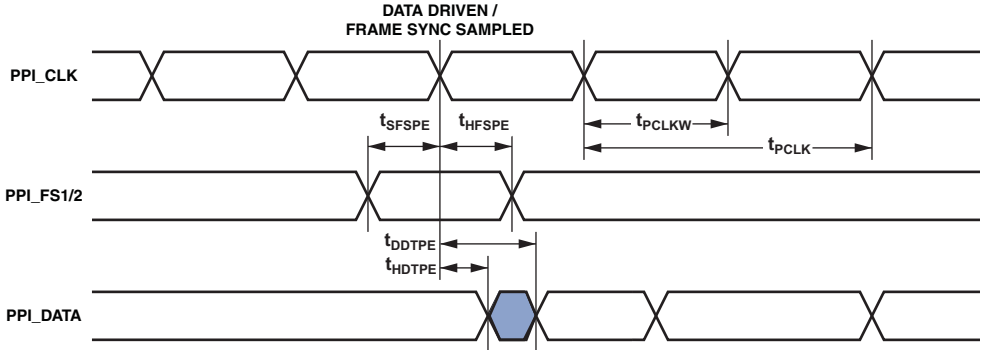 DATA DRIVEN /
FRAME SYNC SAMPLED
PPI_CLK
tSFSPE
tHFSPE
tPCLKW
tPCLK
PPI_FS1/2
tDDTPE
tHDTPE
PPI_DATA